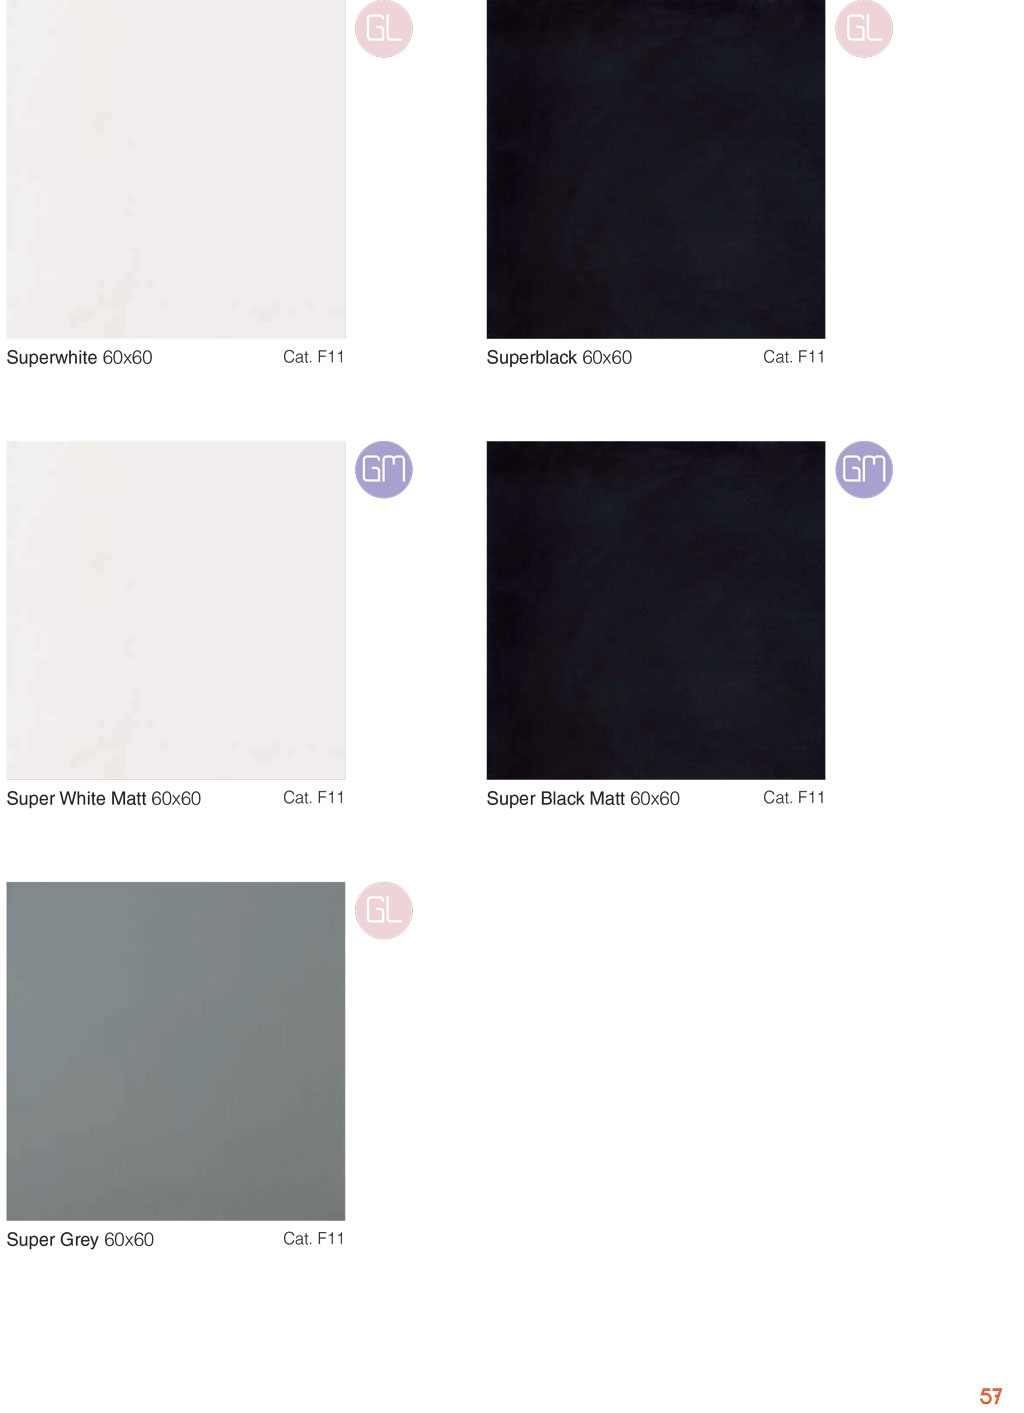 GL
GL
Superwhite 60x60 Cat. F11
Superblack 60x60 Cat. F11
GM
GM
Super White Matt 60x60 Cat. F11
Super Black Matt 60x60 Cat. F11
GL
Super Grey 60x60 Cat. F11
57